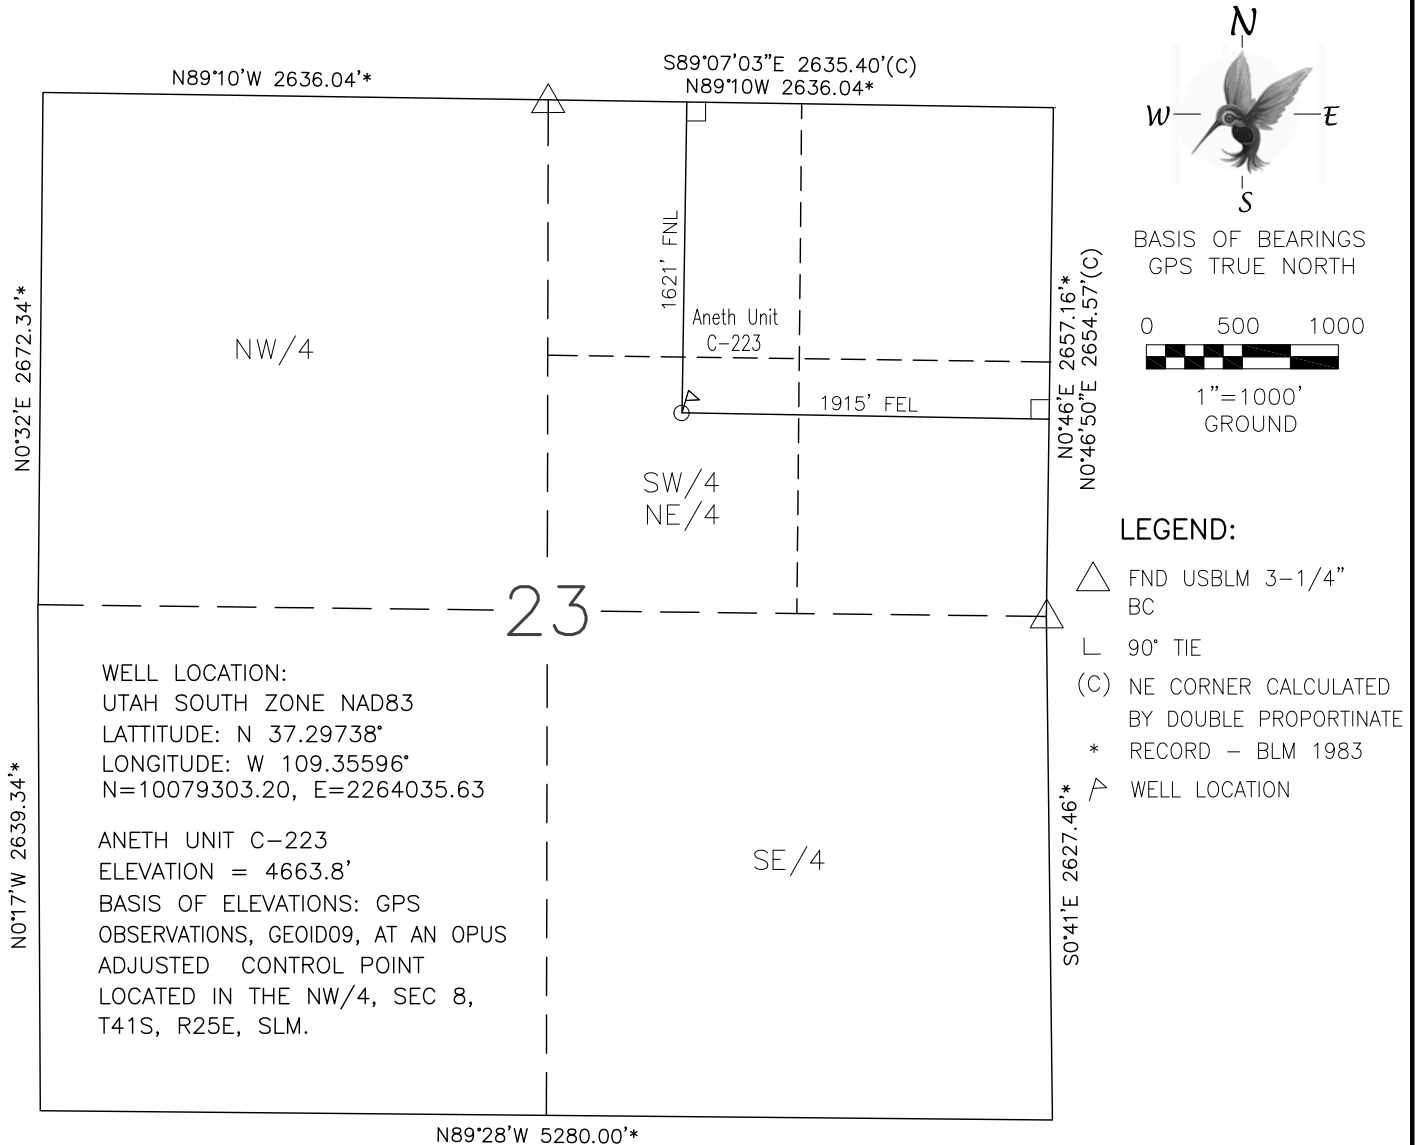 N89°10'W 2636.04'*
S89°07'03"E 2635.40'(C)
N89°10W 2636.04*
N
W
E
S
BASIS OF BEARINGS
GPS TRUE NORTH
0 500 1000
1"=1000'
GROUND
N0°32'E 2672.34'*
NW/4
1621' FNL
Aneth Unit
C-223
1915' FEL
N0°46'E 2657.16'*
N0°46'50"E 2654.57'(C)
SW/4
NE/4
23
LEGEND:
FND USBLM 3-1/4"
BC
90° TIE
(C) NE CORNER CALCULATED
BY DOUBLE PROPORTINATE
* RECORD - BLM 1983
WELL LOCATION
WELL LOCATION:
UTAH SOUTH ZONE NAD83
LATTITUDE: N 37.29738°
LONGITUDE: W 109.35596°
N=10079303.20, E=2264035.63
N0°17'W 2639.34'*
ANETH UNIT C-223
ELEVATION = 4663.8'
BASIS OF ELEVATIONS: GPS
OBSERVATIONS, GEOID09, AT AN OPUS
ADJUSTED CONTROL POINT
LOCATED IN THE NW/4, SEC 8,
T41S, R25E, SLM.
SE/4
S0°41'E 2627.46'*
N89°28'W 5280.00'*